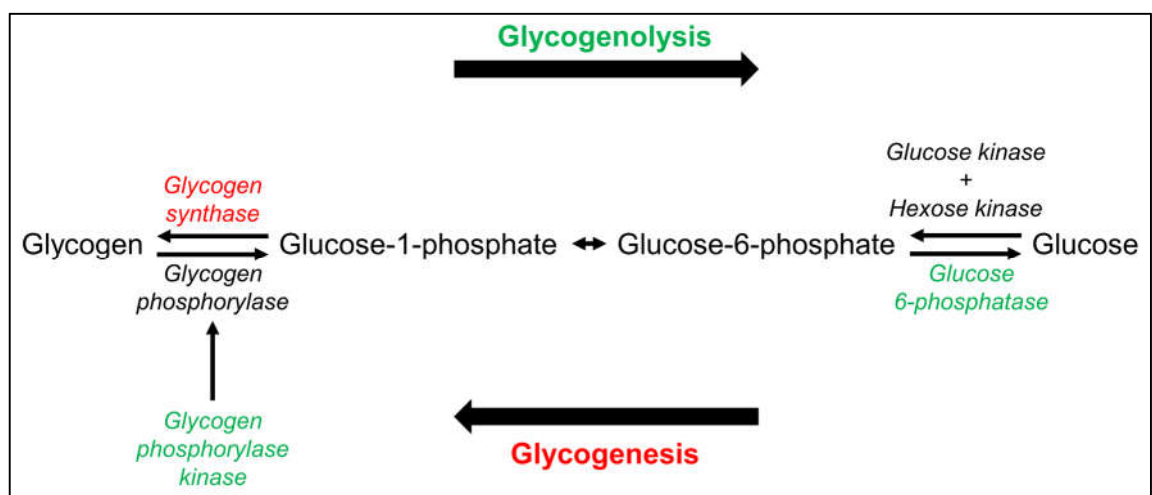 Glycogenolysis
Glucose kinase
+
Hexose kinase
Glycogen
synthase
Glycogen Glucose-1-phosphate Glucose-6-phosphate Glucose
Glycogen
phosphorylase
Glucose
6-phosphatase
Glycogen
phosphorylase
kinase
Glycogenesis